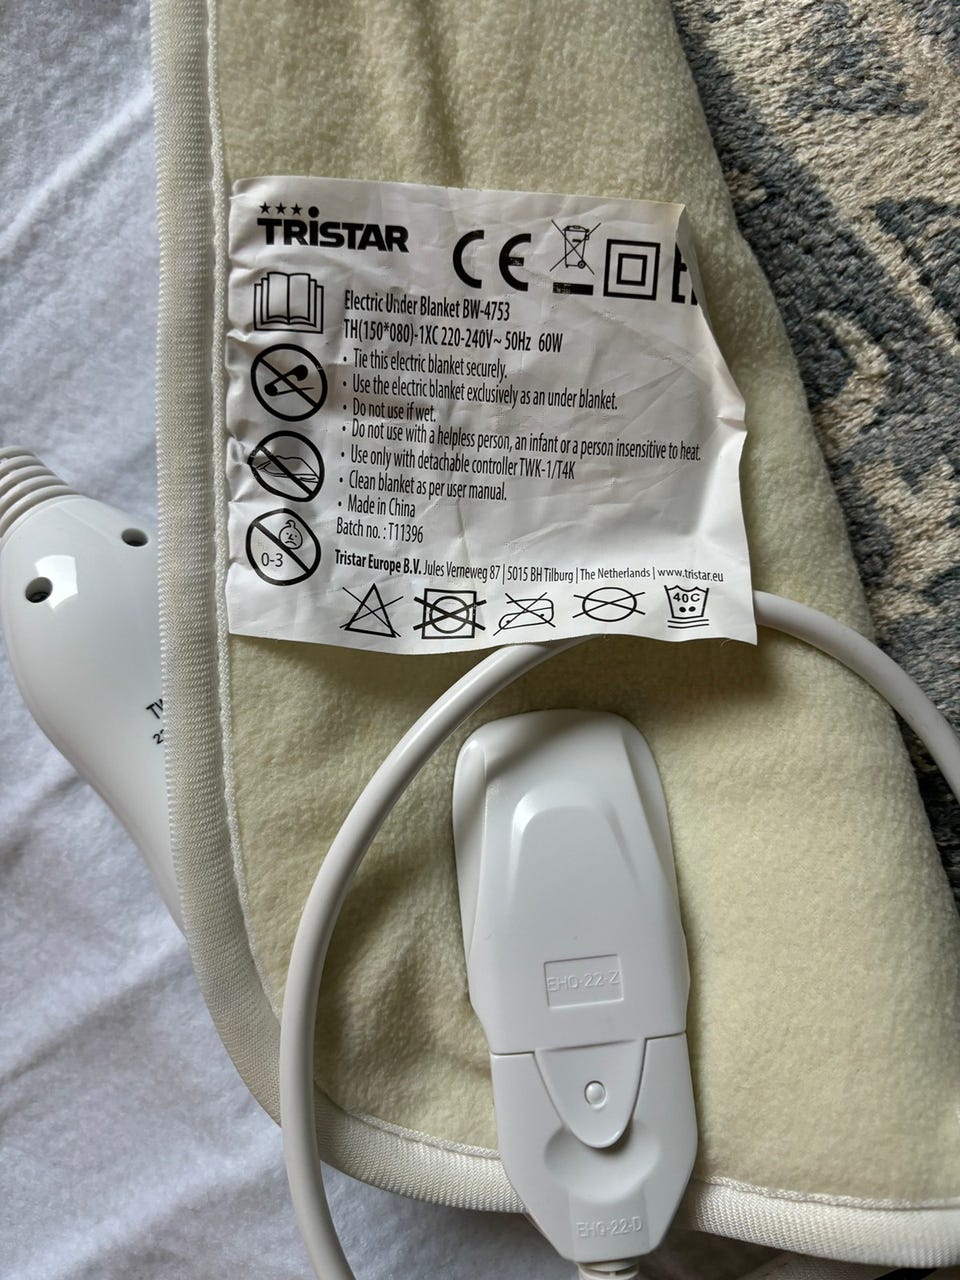 TRISTAR
CE
Electric Under Blanket BW-4753
TH(150*080)-1XC 220-240V~ 50Hz 60W
• Tie this electric blanket securely.
• Use the electric blanket exclusively as an under blanket.
• Do not use if wet.
• Do not use with a helpless person, an infant or a person insensitive to heat.
• Use only with detachable controller TWK-1/T4K
• Clean blanket as per user manual.
• Made in China
Batch no. : T11396
0-3
Tristar Europe B.V. Jules Verneweg 87 | 5015 BH Tilburg | The Netherlands | www.tristar.eu
40C
EHQ-22-Z
EHQ-22-D